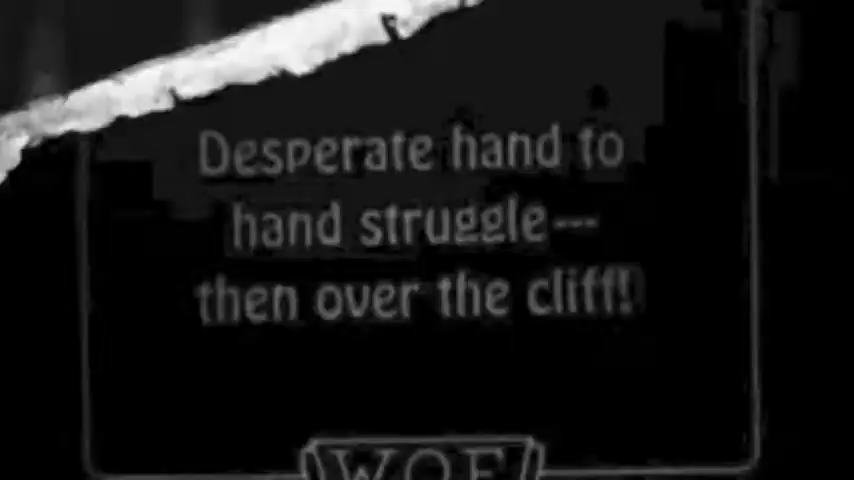 Desperate hand to
hand struggle---
then over the cliff!